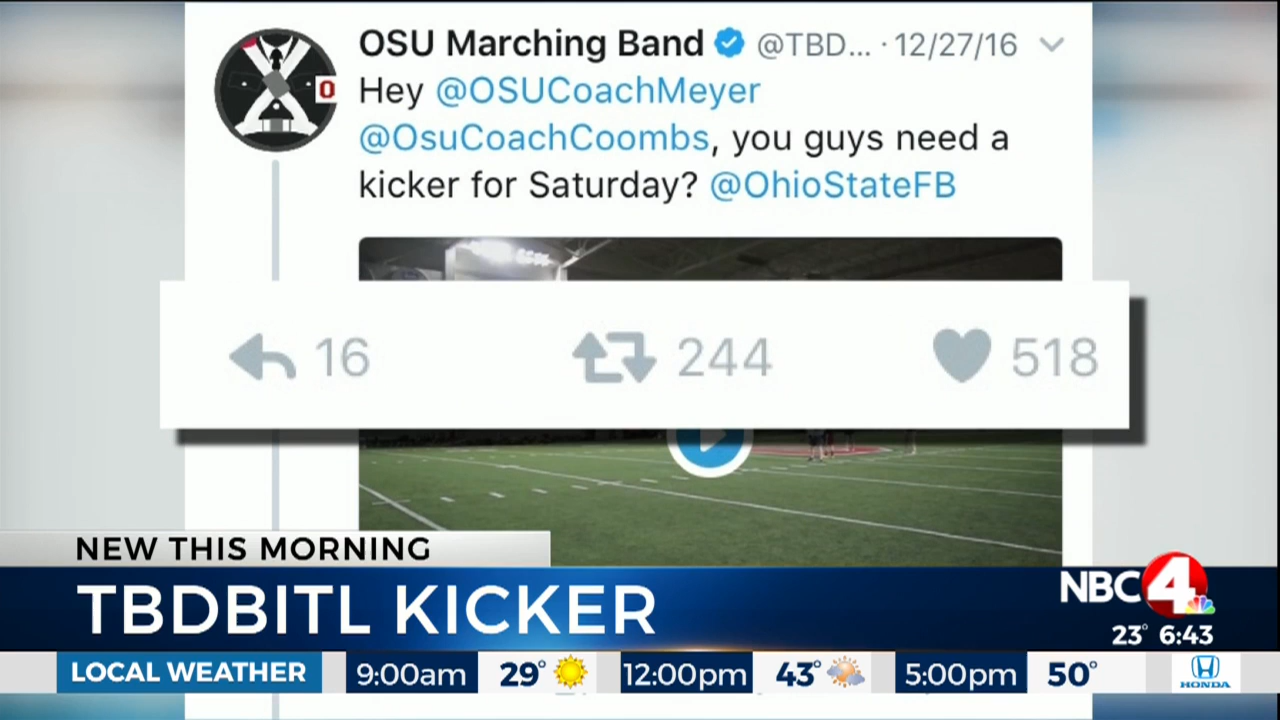 OSU Marching Band @TBD... · 12/27/16
Hey @OSUCoachMeyer
@OsuCoachCoombs, you guys need a
kicker for Saturday? @OhioStateFB
O
16 244 518
NEW THIS MORNING
TBDBITL KICKER
NBC 4
23° 6:43
LOCAL WEATHER 9:00am 29° 12:00pm 43° 5:00pm 50° HONDA